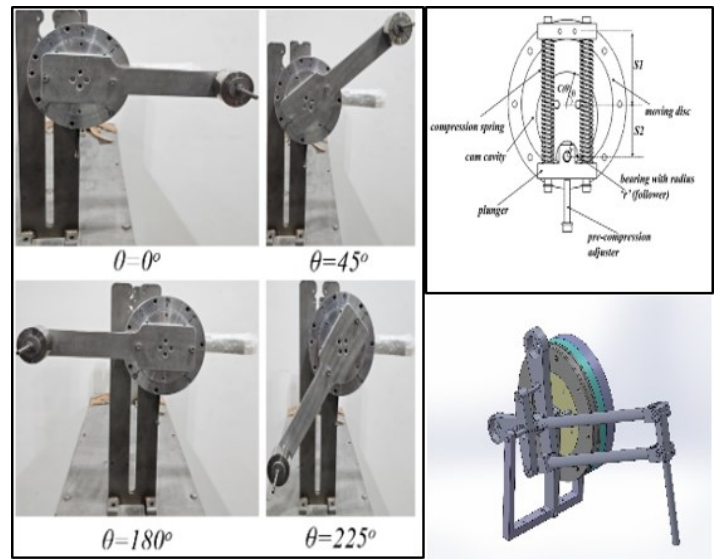 θ=0°
θ=45°
θ=180°
θ=225°
S1
C(θ)
moving disc
compression spring
S2
cam cavity
bearing with radius
'r' (follower)
plunger
pre-compression
adjuster